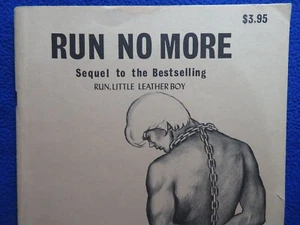 $3.95
RUN NO MORE
Sequel to the Bestselling
RUN, LITTLE LEATHER BOY